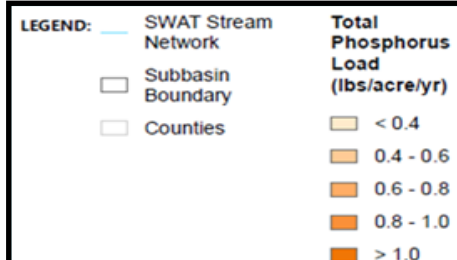 LEGEND:
SWAT Stream
Network
Subbasin
Boundary
Counties
Total
Phosphorus
Load
(lbs/acre/yr)
< 0.4
0.4 - 0.6
0.6 - 0.8
0.8 - 1.0
> 1.0